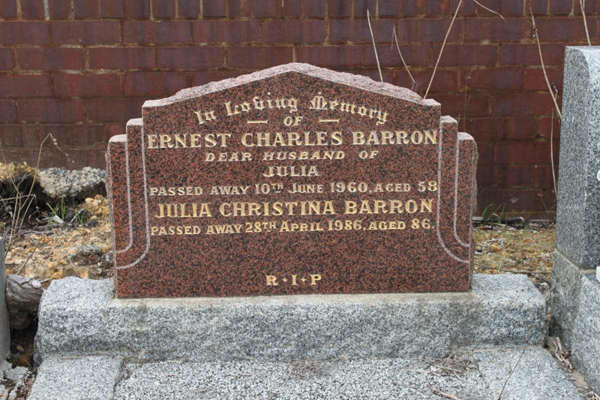 In Loving Memory
OF
ERNEST CHARLES BARRON
DEAR HUSBAND OF
JULIA
PASSED AWAY 10TH JUNE 1960, AGED 58
JULIA CHRISTINA BARRON
PASSED AWAY 28TH APRIL 1986, AGED 86.
R·I·P